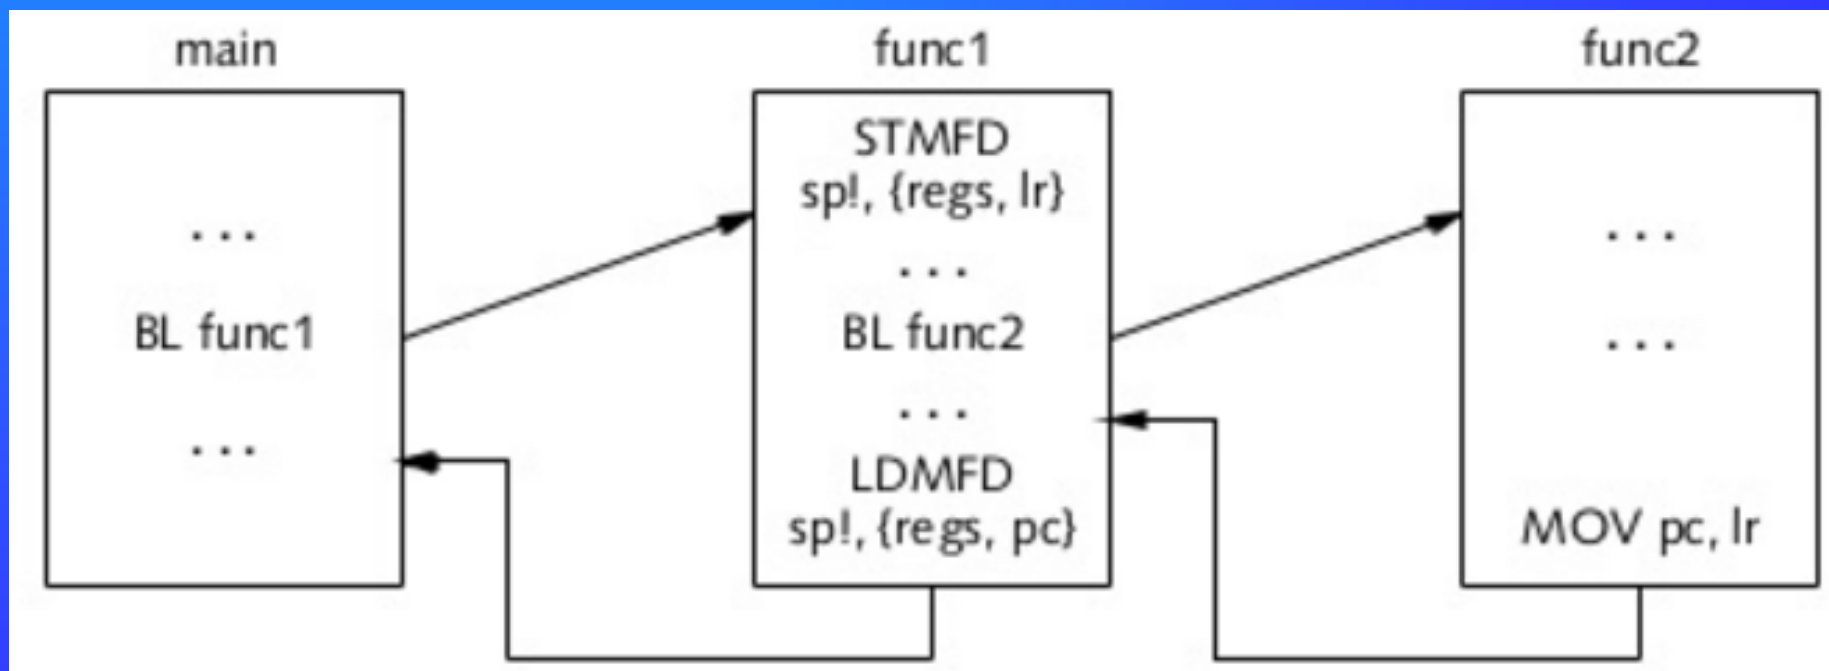 main
...
BL func1
...
func1
STMFD
sp!, {regs, lr}
...
BL func2
...
LDMFD
sp!, {regs, pc}
func2
...
...
MOV pc, lr